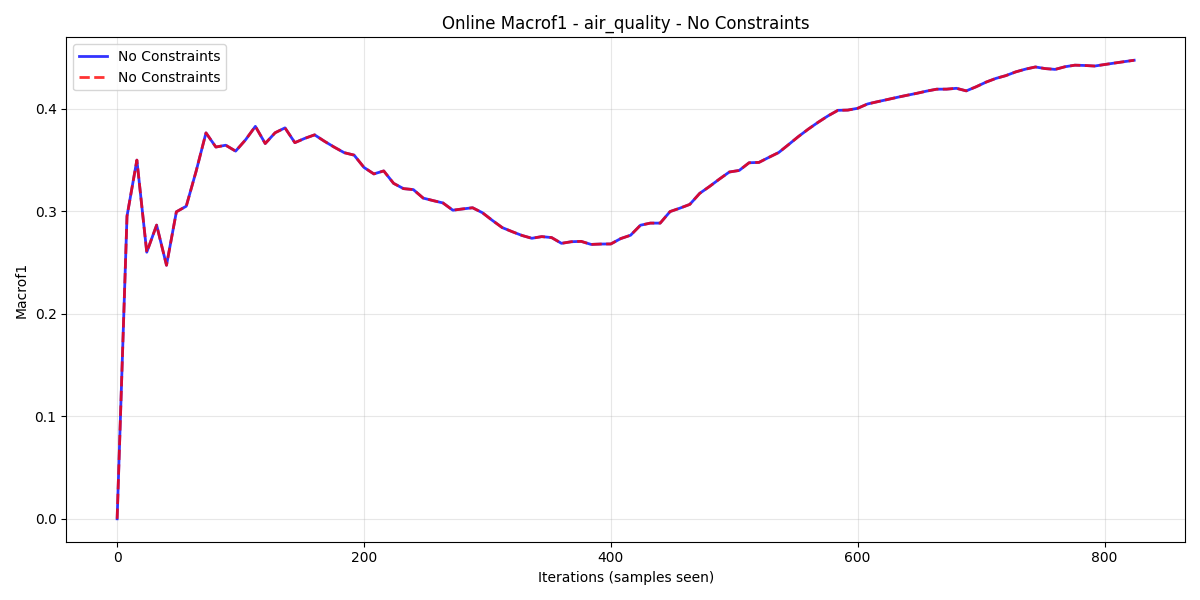 Online Macrof1 - air_quality - No Constraints
No Constraints
No Constraints
Macrof1
0.4
0.3
0.2
0.1
0.0
0 200 400 600 800
Iterations (samples seen)